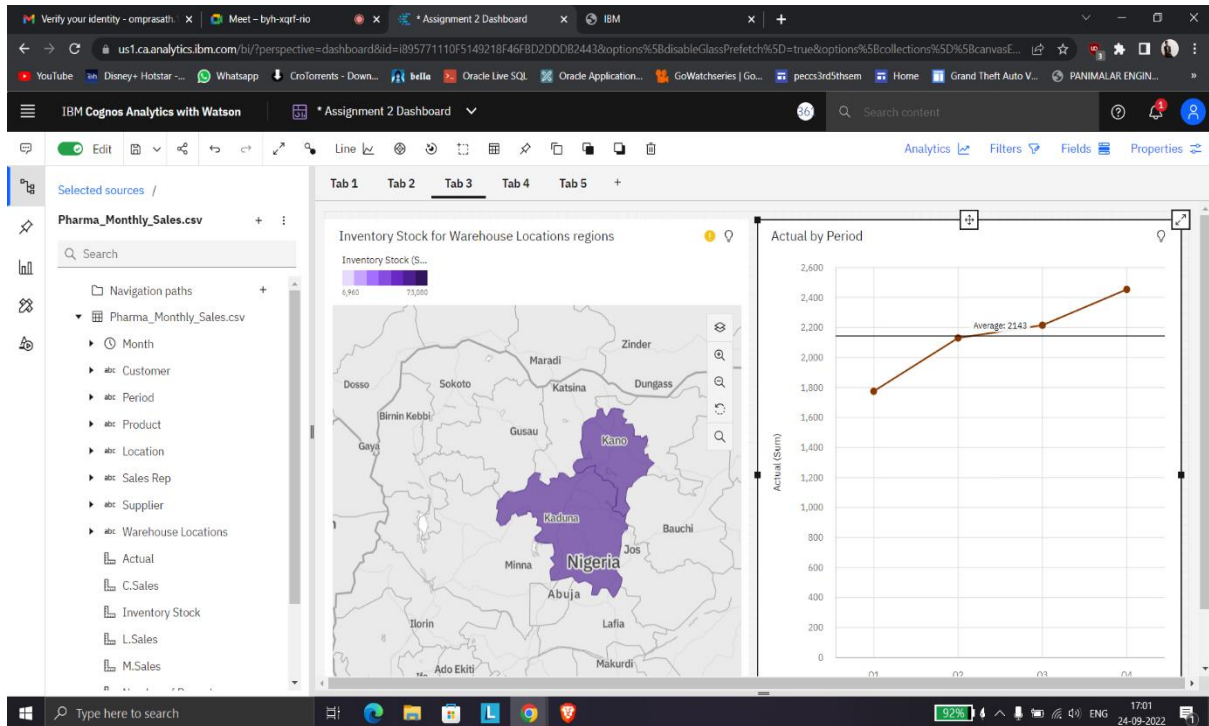 Verify your identity - omprasath.
Meet – byh-xqrf-rio
* Assignment 2 Dashboard
IBM
us1.ca.analytics.ibm.com/bi/?perspective=dashboard&id=i895771110F5149218F46FBD2DDDB2443&options%5BdisableGlassPrefetch%5D=true&options%5Bcollections%5D%5BcanvasE...
YouTube Disney+ Hotstar -... Whatsapp CroTorrents - Down... bella Oracle Live SQL Oracle Application... GoWatchseries | Go... peccs3rd5thsem Home Grand Theft Auto V... PANIMALAR ENGIN... »
IBM Cognos Analytics with Watson
* Assignment 2 Dashboard
Search content
Edit
Line
Analytics Filters Fields Properties
Selected sources /
Pharma_Monthly_Sales.csv
Search
Navigation paths
Pharma_Monthly_Sales.csv
Month
abc Customer
abc Period
abc Product
abc Location
abc Sales Rep
abc Supplier
abc Warehouse Locations
Actual
C.Sales
Inventory Stock
L.Sales
M.Sales
Tab 1 Tab 2 Tab 3 Tab 4 Tab 5 +
Inventory Stock for Warehouse Locations regions
Inventory Stock (S...
6,960 73,080
Zinder
Maradi
Dosso
Sokoto
Katsina
Dungass
Birnin Kebbi
Gusau
Kano
Gaya
Kaduna
Bauchi
Jos
Minna
Nigeria
Abuja
Ilorin
Lafia
Ado Ekiti
Makurdi
Actual by Period
2,600
2,400
2,200
2,000
1,800
1,600
1,400
1,200
1,000
800
600
400
200
0
Average: 2143
Actual (Sum)
Type here to search
92%
ENG
17:01
24-09-2022